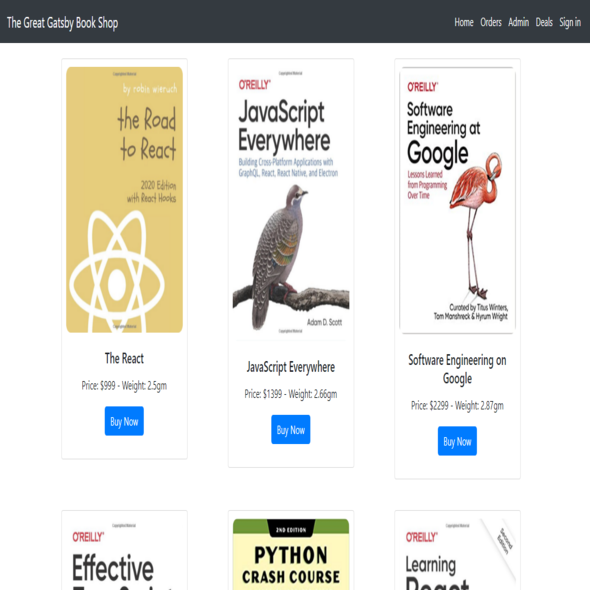 The Great Gatsby Book Shop
Home Orders Admin Deals Sign in
by robin wieruch
the Road
to React
2020 Edition
with React Hooks
The React
Price: $999 - Weight: 2.5gm
Buy Now
O'REILLY®
JavaScript
Everywhere
Building Cross-Platform Applications with
GraphQL, React, React Native, and Electron
Adam D. Scott
JavaScript Everywhere
Price: $1399 - Weight: 2.66gm
Buy Now
O'REILLY®
Software
Engineering at
Google
Lessons Learned
from Programming
Over Time
Curated by Titus Winters,
Tom Manshreck & Hyrum Wright
Software Engineering on
Google
Price: $2299 - Weight: 2.87gm
Buy Now
O'REILLY®
Effective
2ND EDITION
PYTHON
CRASH COURSE
O'REILLY®
Second
Edition
Learning
React